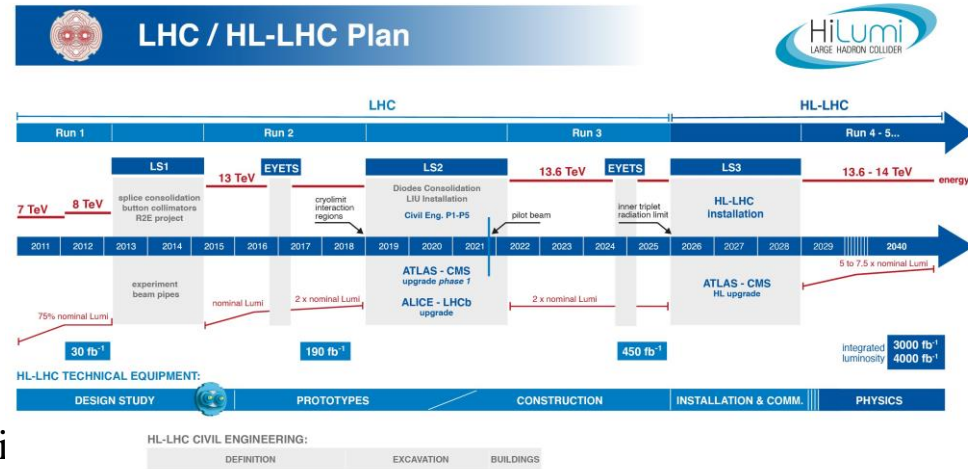 LHC / HL-LHC Plan
HiLumi
LARGE HADRON COLLIDER
LHC
HL-LHC
Run 1
Run 2
Run 3
Run 4 - 5...
LS1
EYETS
LS2
EYETS
LS3
7 TeV
8 TeV
13 TeV
13.6 TeV
13.6 - 14 TeV
energy
splice consolidation
button collimators
R2E project
cryolimit
interaction
regions
Diodes Consolidation
LIU Installation
Civil Eng. P1-P5
pilot beam
inner triplet
radiation limit
HL-LHC
installation
2011 2012 2013 2014 2015 2016 2017 2018 2019 2020 2021 2022 2023 2024 2025 2026 2027 2028 2029 2040
5 to 7.5 x nominal Lumi
experiment
beam pipes
ATLAS - CMS
upgrade phase 1
ALICE - LHCb
upgrade
ATLAS - CMS
HL upgrade
75% nominal Lumi
nominal Lumi
2 x nominal Lumi
2 x nominal Lumi
30 fb⁻¹
190 fb⁻¹
450 fb⁻¹
integrated
luminosity
3000 fb⁻¹
4000 fb⁻¹
HL-LHC TECHNICAL EQUIPMENT:
DESIGN STUDY
PROTOTYPES
CONSTRUCTION
INSTALLATION & COMM.
PHYSICS
i
HL-LHC CIVIL ENGINEERING:
DEFINITION
EXCAVATION
BUILDINGS